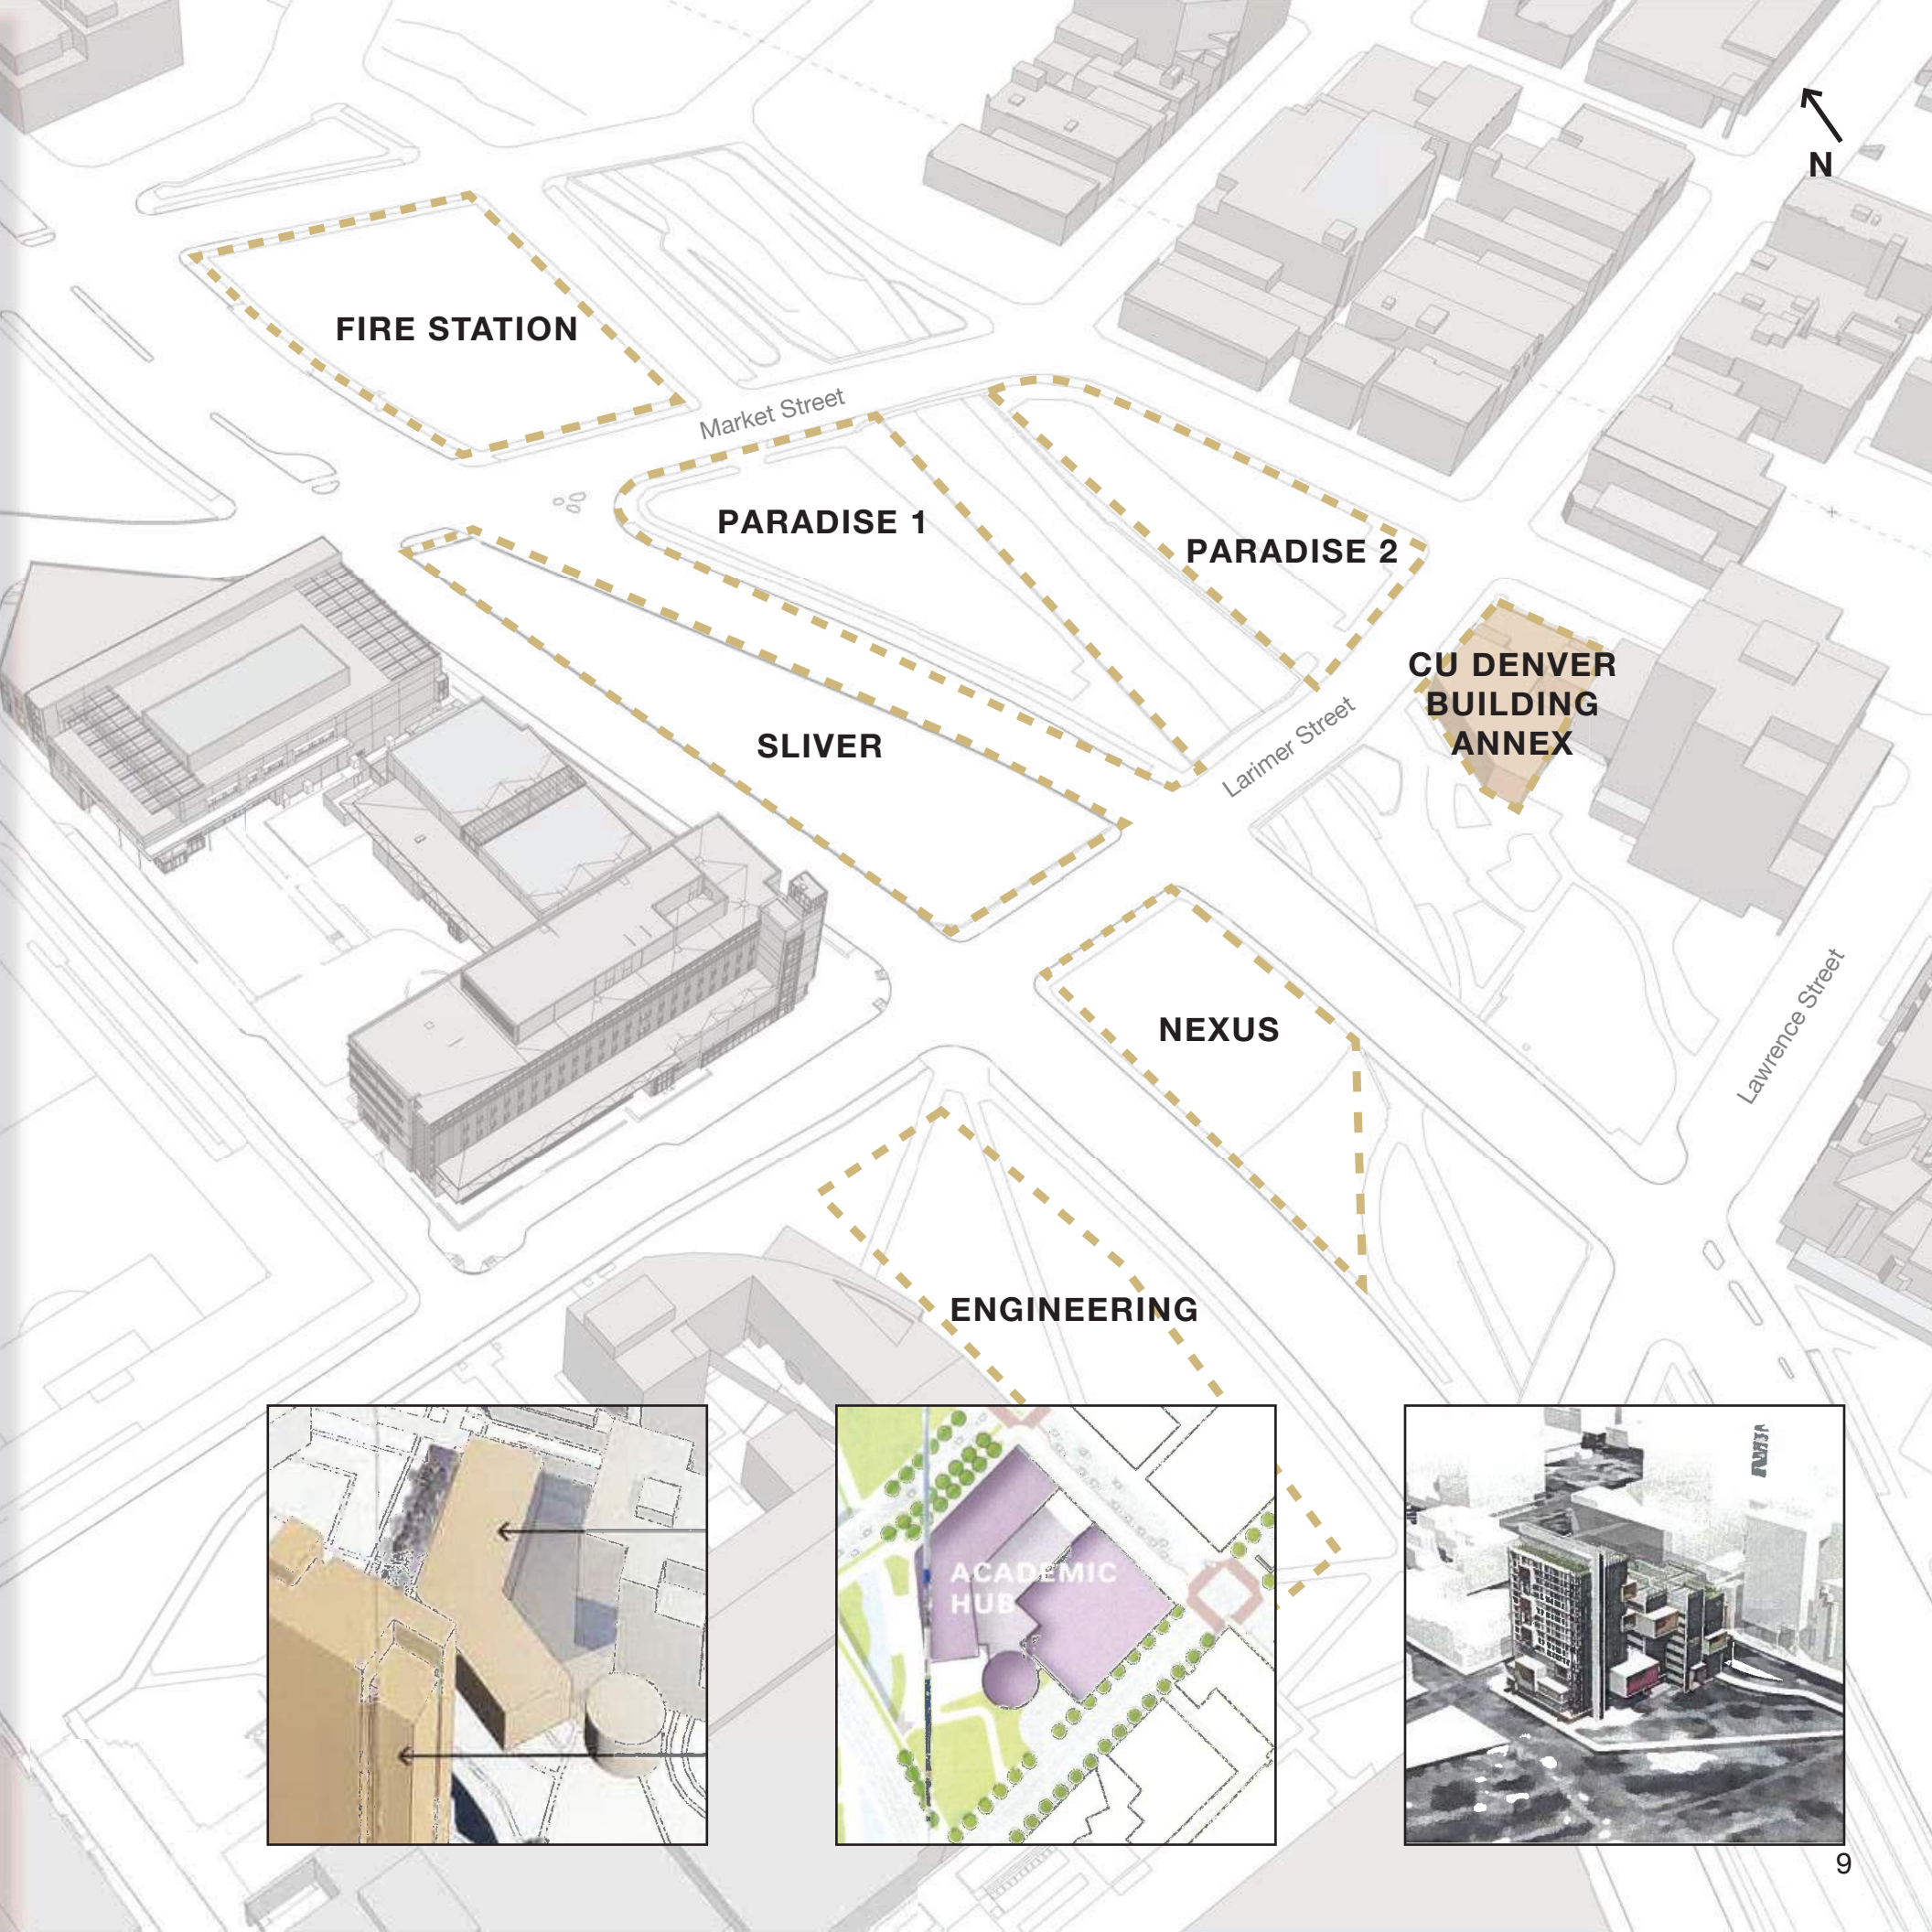 N
FIRE STATION
Market Street
PARADISE 1
PARADISE 2
CU DENVER
BUILDING
ANNEX
SLIVER
Larimer Street
NEXUS
Lawrence Street
ENGINEERING
ACADEMIC
HUB
9